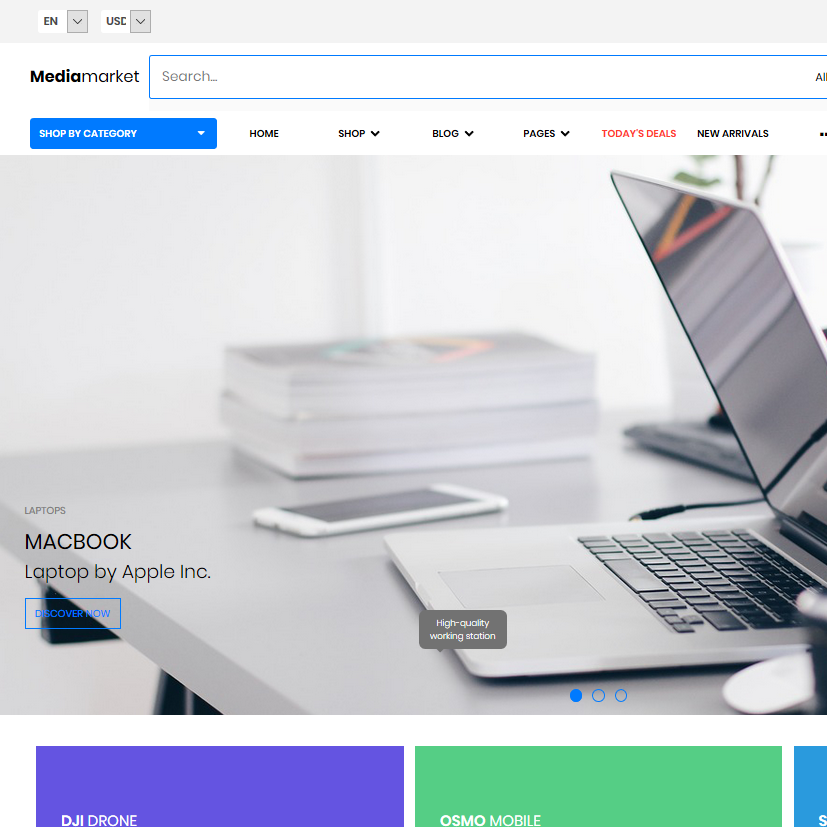 EN
USD
Mediamarket
Search...
All
SHOP BY CATEGORY
HOME
SHOP
BLOG
PAGES
TODAY'S DEALS
NEW ARRIVALS
LAPTOPS
MACBOOK
Laptop by Apple Inc.
DISCOVER NOW
High-quality
working station
DJI DRONE
OSMO MOBILE
S